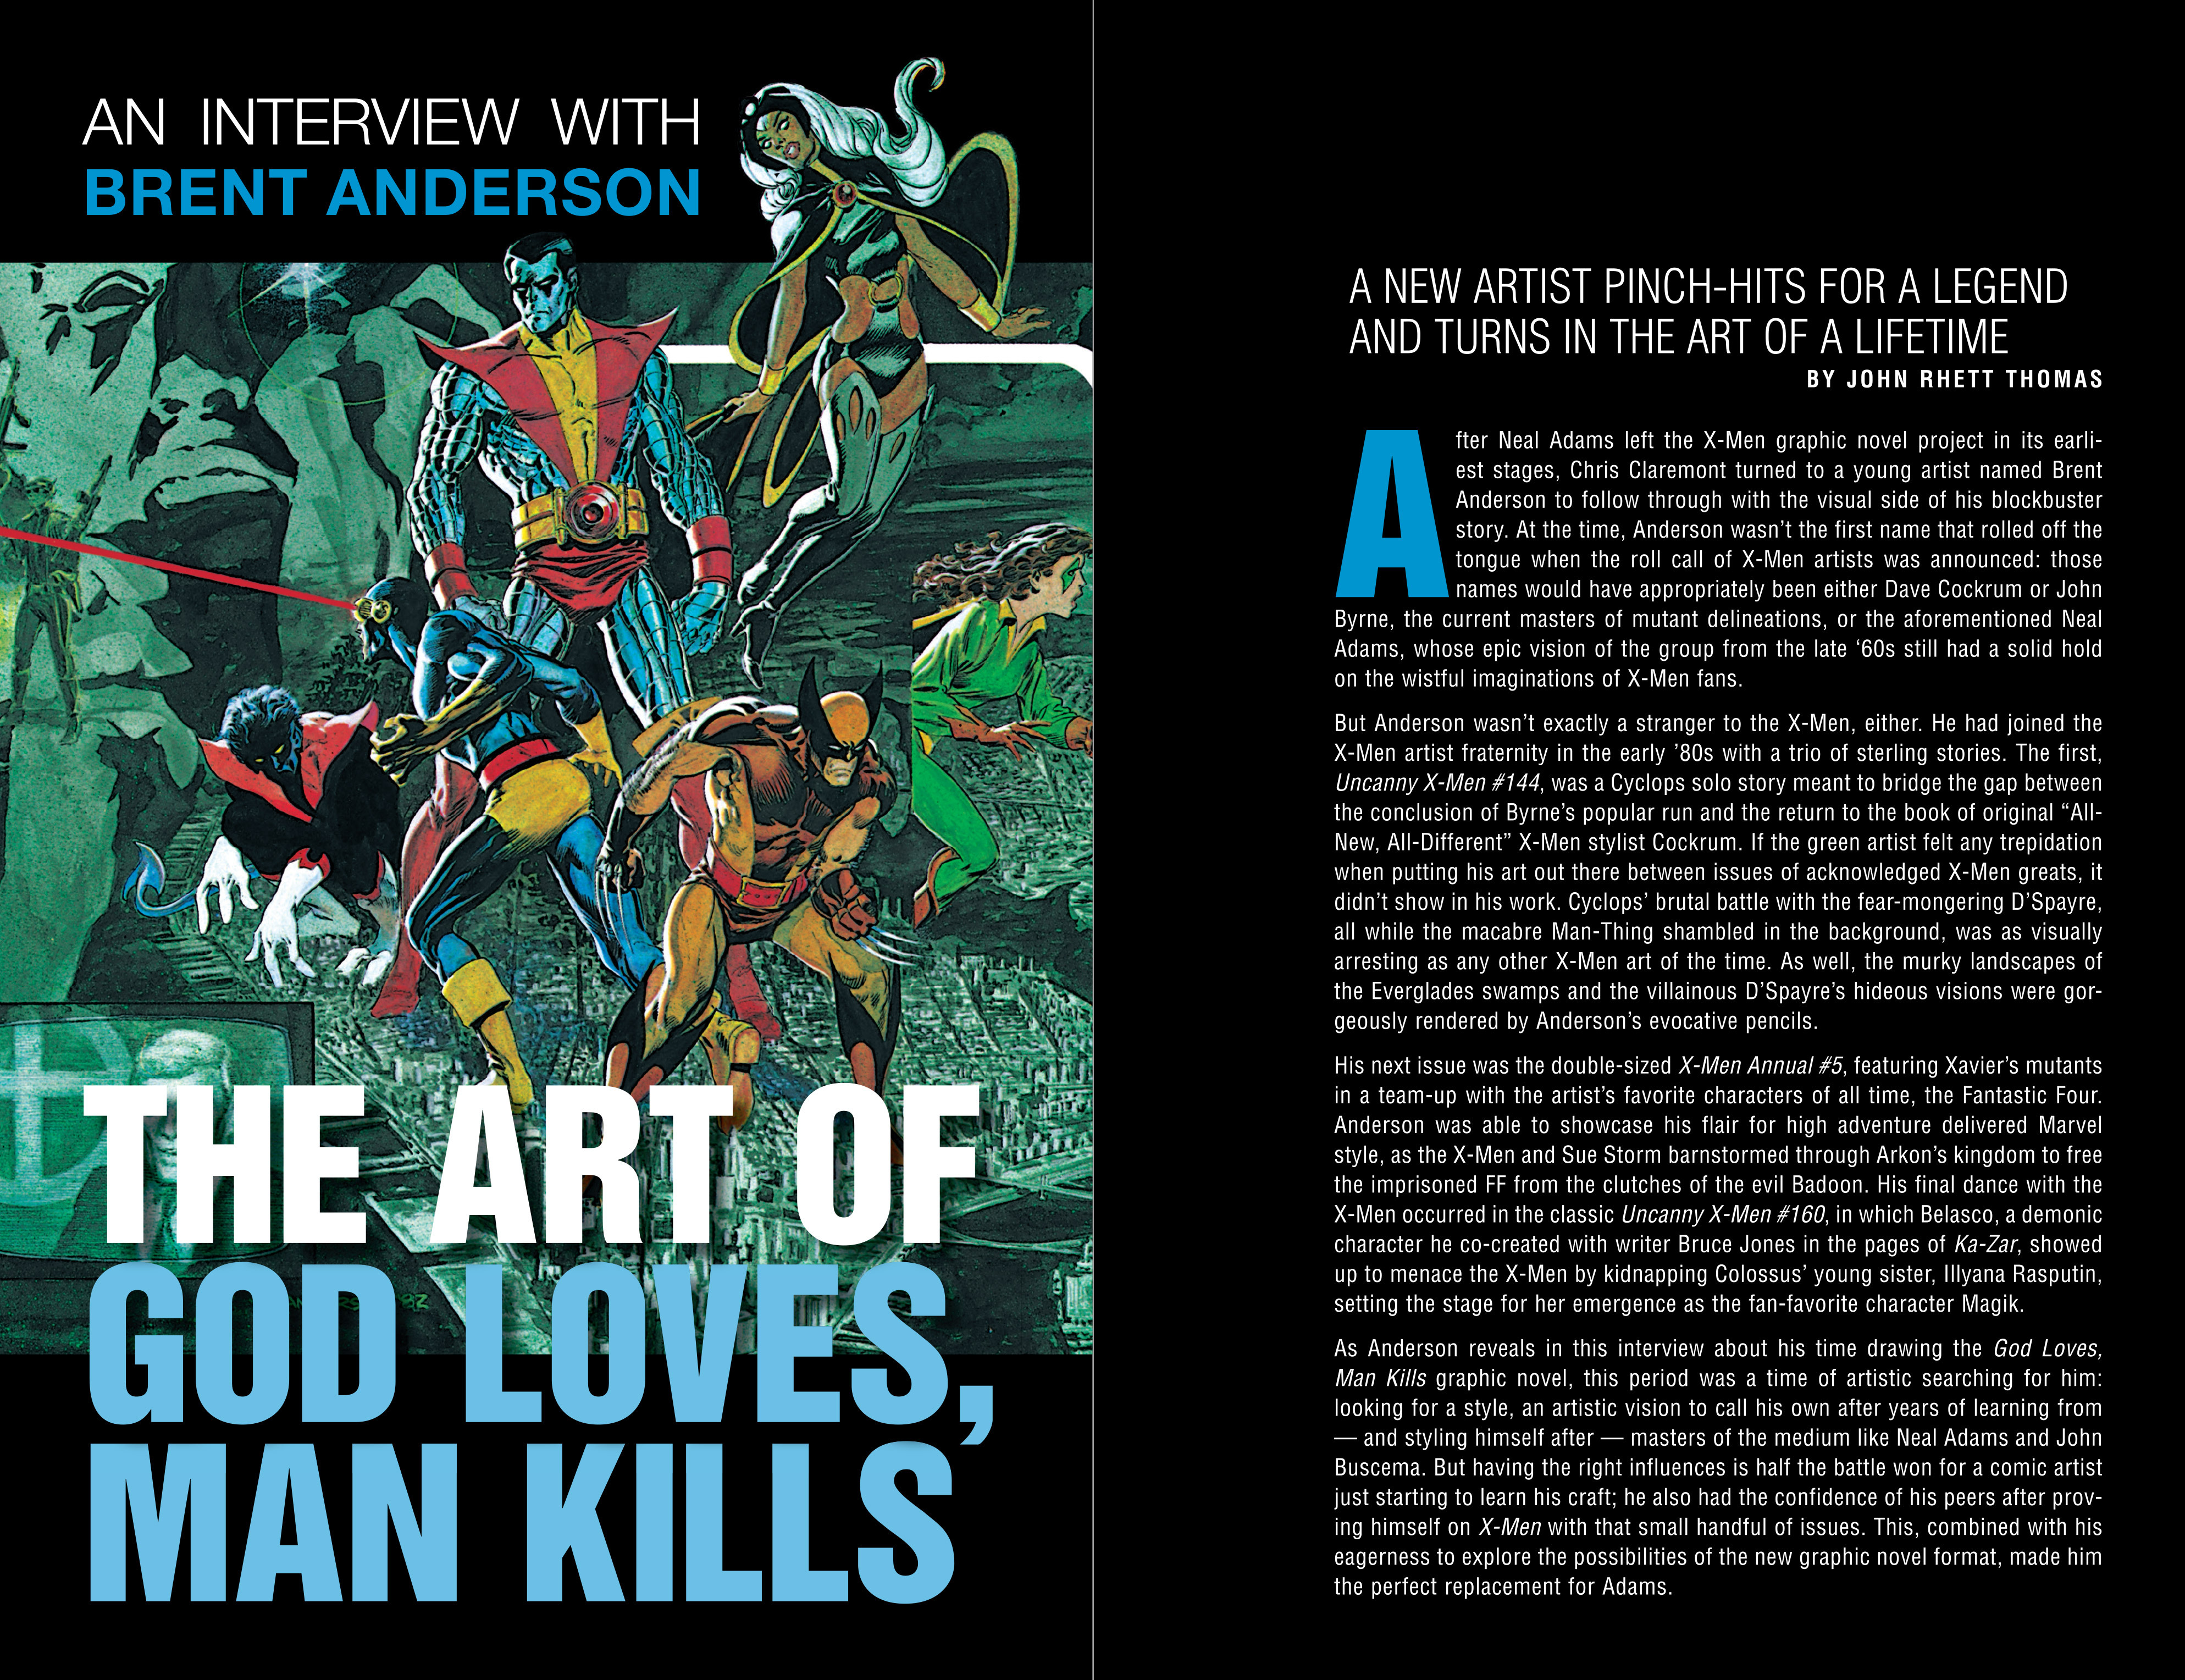 AN INTERVIEW WITH
BRENT ANDERSON
THE ART OF
GOD LOVES,
MAN KILLS
A NEW ARTIST PINCH-HITS FOR A LEGEND
AND TURNS IN THE ART OF A LIFETIME
BY JOHN RHETT THOMAS
After Neal Adams left the X-Men graphic novel project in its earli-
est stages, Chris Claremont turned to a young artist named Brent
Anderson to follow through with the visual side of his blockbuster
story. At the time, Anderson wasn’t the first name that rolled off the
tongue when the roll call of X-Men artists was announced: those
names would have appropriately been either Dave Cockrum or John
Byrne, the current masters of mutant delineations, or the aforementioned Neal
Adams, whose epic vision of the group from the late ‘60s still had a solid hold
on the wistful imaginations of X-Men fans.
But Anderson wasn’t exactly a stranger to the X-Men, either. He had joined the
X-Men artist fraternity in the early ’80s with a trio of sterling stories. The first,
Uncanny X-Men #144, was a Cyclops solo story meant to bridge the gap between
the conclusion of Byrne’s popular run and the return to the book of original “All-
New, All-Different” X-Men stylist Cockrum. If the green artist felt any trepidation
when putting his art out there between issues of acknowledged X-Men greats, it
didn’t show in his work. Cyclops’ brutal battle with the fear-mongering D’Spayre,
all while the macabre Man-Thing shambled in the background, was as visually
arresting as any other X-Men art of the time. As well, the murky landscapes of
the Everglades swamps and the villainous D’Spayre’s hideous visions were gor-
geously rendered by Anderson’s evocative pencils.
His next issue was the double-sized X-Men Annual #5, featuring Xavier’s mutants
in a team-up with the artist’s favorite characters of all time, the Fantastic Four.
Anderson was able to showcase his flair for high adventure delivered Marvel
style, as the X-Men and Sue Storm barnstormed through Arkon’s kingdom to free
the imprisoned FF from the clutches of the evil Badoon. His final dance with the
X-Men occurred in the classic Uncanny X-Men #160, in which Belasco, a demonic
character he co-created with writer Bruce Jones in the pages of Ka-Zar, showed
up to menace the X-Men by kidnapping Colossus’ young sister, Illyana Rasputin,
setting the stage for her emergence as the fan-favorite character Magik.
As Anderson reveals in this interview about his time drawing the God Loves,
Man Kills graphic novel, this period was a time of artistic searching for him:
looking for a style, an artistic vision to call his own after years of learning from
— and styling himself after — masters of the medium like Neal Adams and John
Buscema. But having the right influences is half the battle won for a comic artist
just starting to learn his craft; he also had the confidence of his peers after prov-
ing himself on X-Men with that small handful of issues. This, combined with his
eagerness to explore the possibilities of the new graphic novel format, made him
the perfect replacement for Adams.